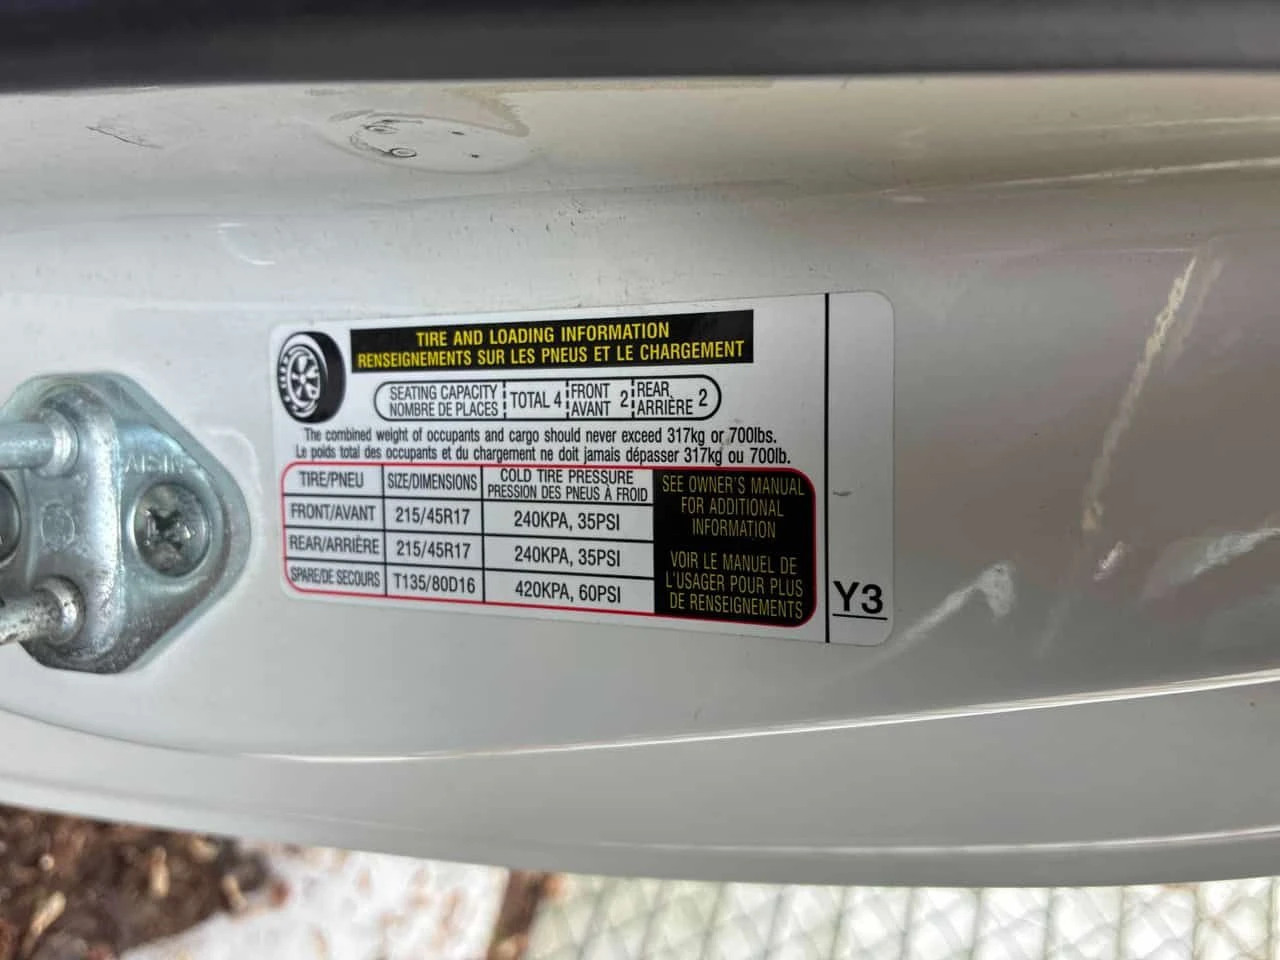 TIRE AND LOADING INFORMATION
RENSEIGNEMENTS SUR LES PNEUS ET LE CHARGEMENT
SEATING CAPACITY TOTAL 4 FRONT 2 REAR 2
NOMBRE DE PLACES AVANT ARRIÈRE
The combined weight of occupants and cargo should never exceed 317kg or 700lbs.
Le poids total des occupants et du chargement ne doit jamais dépasser 317kg ou 700lb.
TIRE/PNEU SIZE/DIMENSIONS COLD TIRE PRESSURE
PRESSION DES PNEUS À FROID
FRONT/AVANT 215/45R17 240KPA, 35PSI
REAR/ARRIÈRE 215/45R17 240KPA, 35PSI
SPARE/DE SECOURS T135/80D16 420KPA, 60PSI
SEE OWNER'S MANUAL
FOR ADDITIONAL
INFORMATION
VOIR LE MANUEL DE
L'USAGER POUR PLUS
DE RENSEIGNEMENTS
Y3